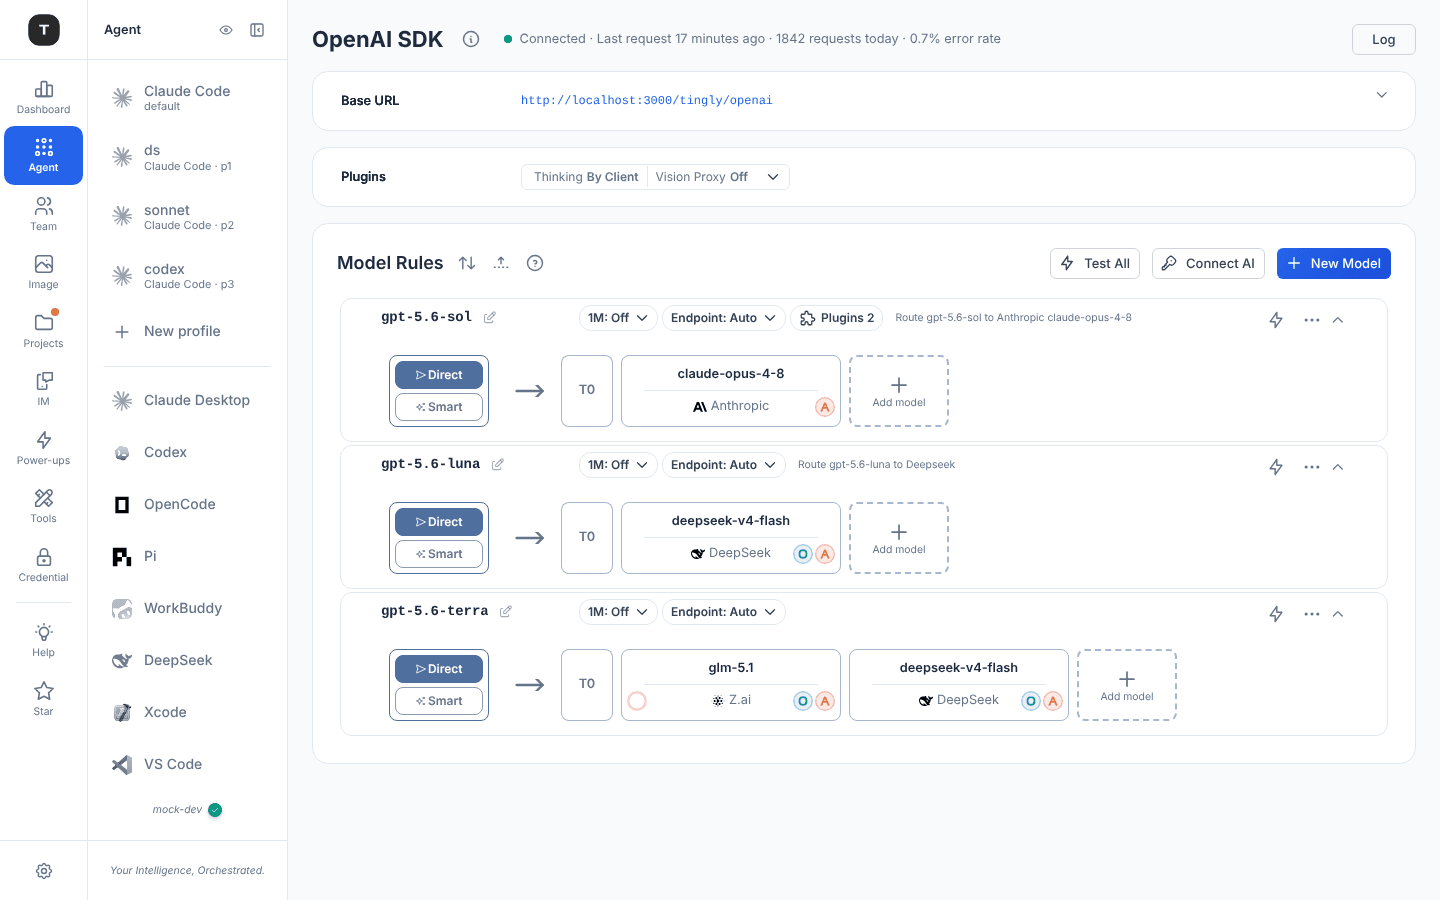 T
Dashboard
Agent
Team
Image
Projects
IM
Power-ups
Tools
Credential
Help
Star
Agent
Claude Code
default
ds
Claude Code · p1
sonnet
Claude Code · p2
codex
Claude Code · p3
New profile
Claude Desktop
Codex
OpenCode
Pi
WorkBuddy
DeepSeek
Xcode
VS Code
mock-dev
Your Intelligence, Orchestrated.
OpenAI SDK
Connected · Last request 17 minutes ago · 1842 requests today · 0.7% error rate
Log
Base URL
http://localhost:3000/tingly/openai
Plugins
Thinking By Client
Vision Proxy Off
Model Rules
Test All
Connect AI
New Model
gpt-5.6-sol
1M: Off
Endpoint: Auto
Plugins 2
Route gpt-5.6-sol to Anthropic claude-opus-4-8
Direct
Smart
T0
claude-opus-4-8
Anthropic
A
Add model
gpt-5.6-luna
1M: Off
Endpoint: Auto
Route gpt-5.6-luna to Deepseek
Direct
Smart
T0
deepseek-v4-flash
DeepSeek
O A
Add model
gpt-5.6-terra
1M: Off
Endpoint: Auto
Direct
Smart
T0
glm-5.1
Z.ai
O A
deepseek-v4-flash
DeepSeek
O A
Add model